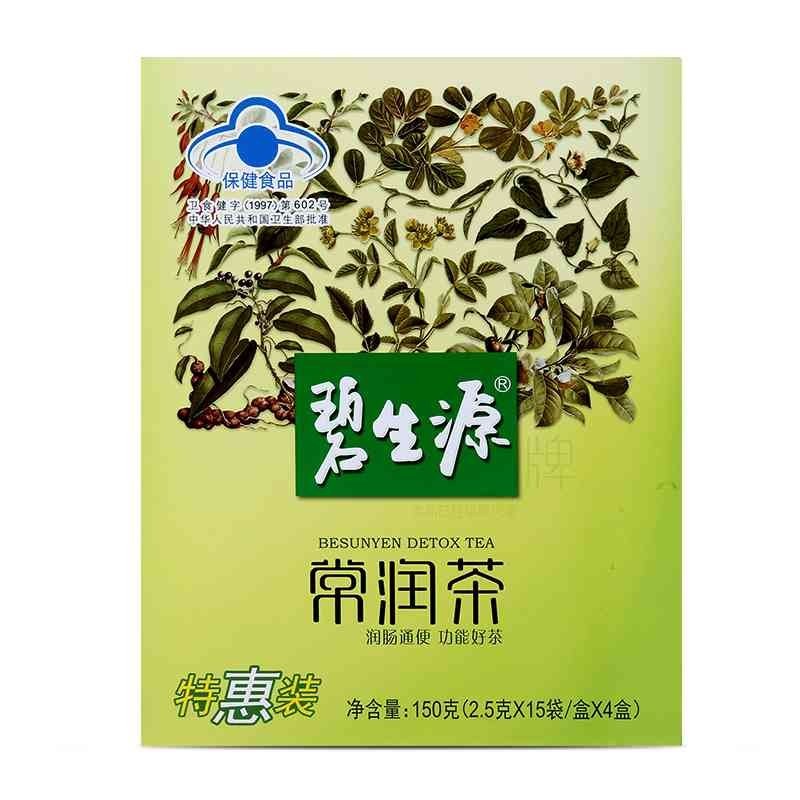 保健食品
卫食健字(1997)第602号
中华人民共和国卫生部批准
碧生源®
牌
BESUNYEN DETOX TEA
常润茶
润肠通便 功能好茶
特惠装
净含量:150克(2.5克X15袋/盒X4盒)